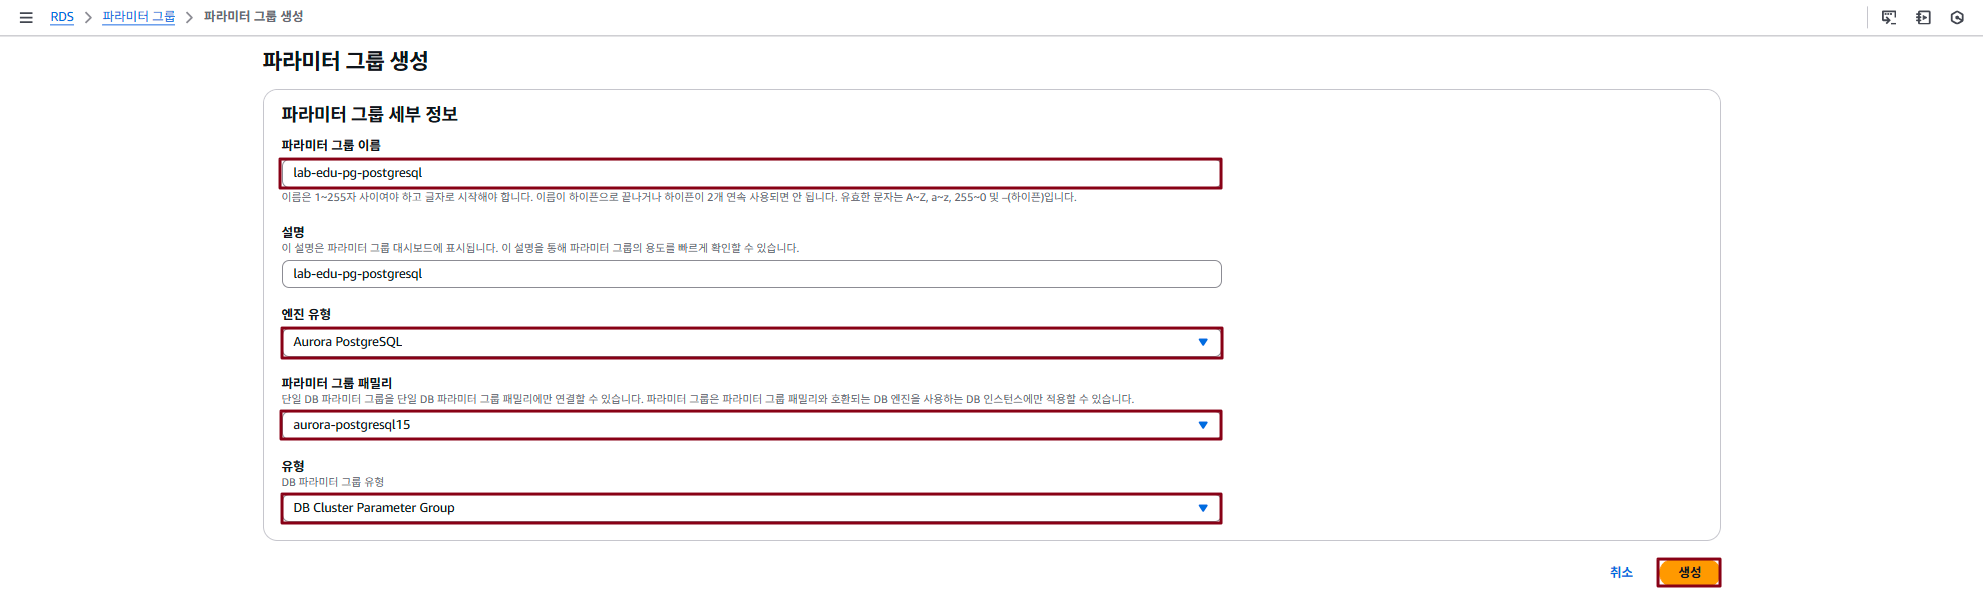 RDS > 파라미터 그룹 > 파라미터 그룹 생성
파라미터 그룹 생성
파라미터 그룹 세부 정보
파라미터 그룹 이름
lab-edu-pg-postgresql
이름은 1~255자 사이여야 하고 글자로 시작해야 합니다. 이름이 하이픈으로 끝나거나 하이픈이 2개 연속 사용되면 안 됩니다. 유효한 문자는 A~Z, a~z, 255~0 및 –(하이픈)입니다.
설명
이 설명은 파라미터 그룹 대시보드에 표시됩니다. 이 설명을 통해 파라미터 그룹의 용도를 빠르게 확인할 수 있습니다.
lab-edu-pg-postgresql
엔진 유형
Aurora PostgreSQL
파라미터 그룹 패밀리
단일 DB 파라미터 그룹을 단일 DB 파라미터 그룹 패밀리에만 연결할 수 있습니다. 파라미터 그룹은 파라미터 그룹 패밀리와 호환되는 DB 엔진을 사용하는 DB 인스턴스에만 적용할 수 있습니다.
aurora-postgresql15
유형
DB 파라미터 그룹 유형
DB Cluster Parameter Group
취소 생성